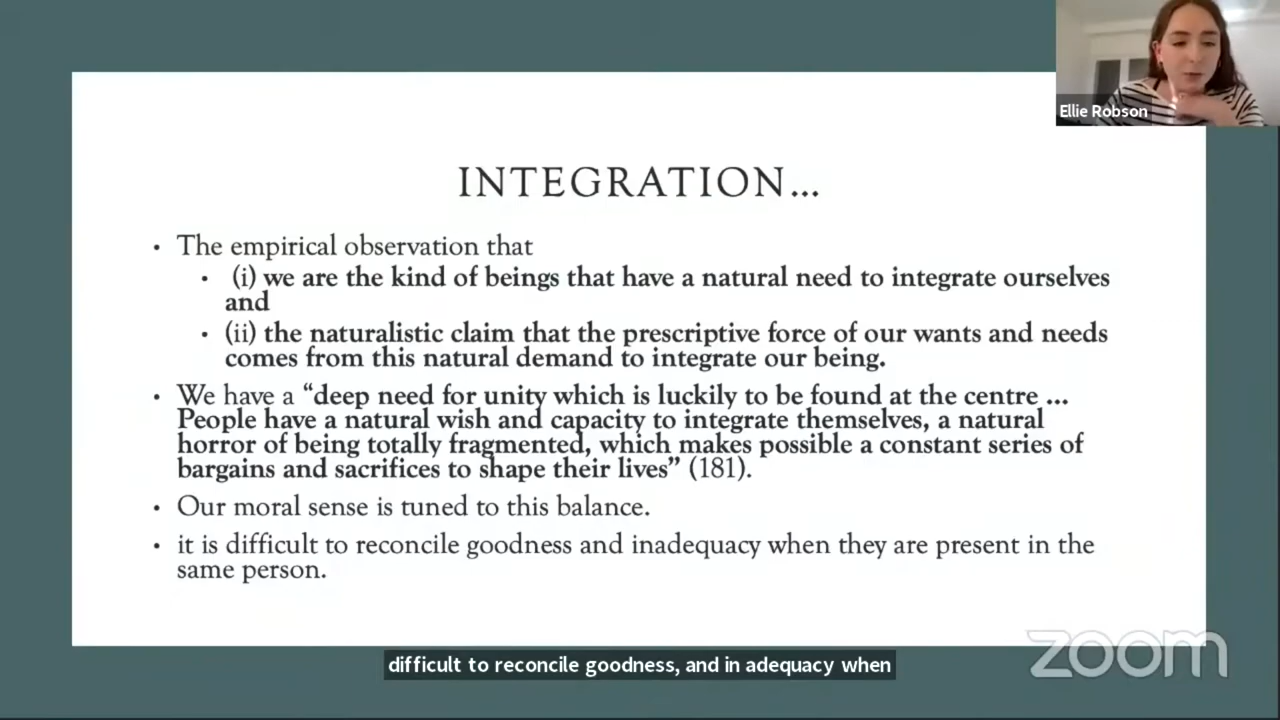 Ellie Robson
INTEGRATION...
• The empirical observation that
• (i) we are the kind of beings that have a natural need to integrate ourselves
and
• (ii) the naturalistic claim that the prescriptive force of our wants and needs
comes from this natural demand to integrate our being.
• We have a “deep need for unity which is luckily to be found at the centre ...
People have a natural wish and capacity to integrate themselves, a natural
horror of being totally fragmented, which makes possible a constant series of
bargains and sacrifices to shape their lives” (181).
• Our moral sense is tuned to this balance.
• it is difficult to reconcile goodness and inadequacy when they are present in the
same person.
difficult to reconcile goodness, and in adequacy when
zoom